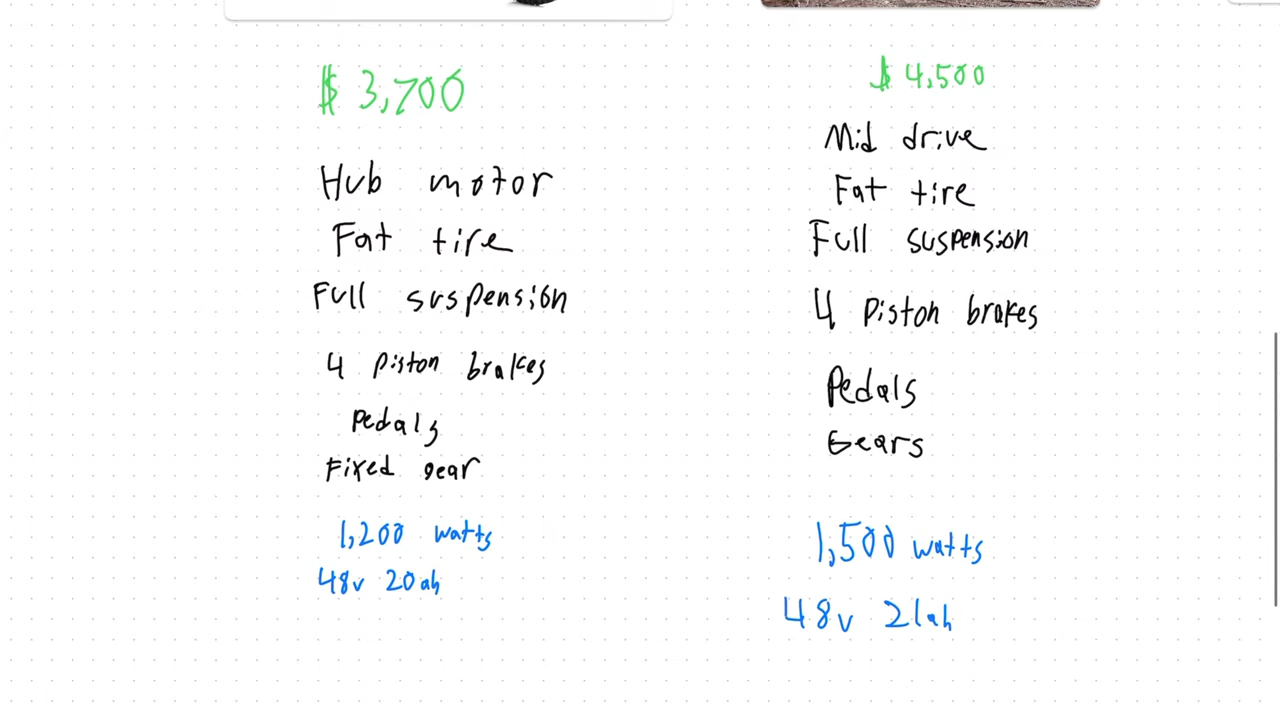 $ 3,700
Hub motor
Fat tire
Full suspension
4 piston brakes
Pedals
Fixed gear
1,200 watts
48v 20ah
$ 4,500
Mid drive
Fat tire
Full suspension
4 Piston brakes
Pedals
Gears
1,500 watts
48v 21ah